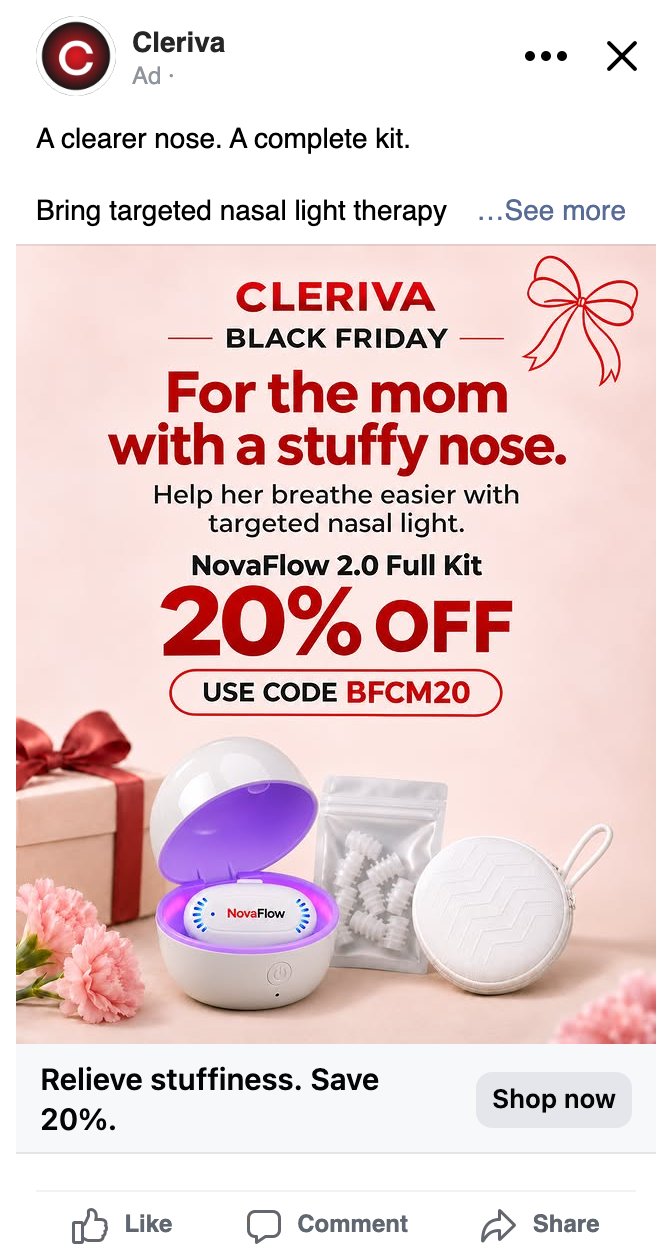 Cleriva
Ad ·
A clearer nose. A complete kit.
Bring targeted nasal light therapy ...See more
CLERIVA
BLACK FRIDAY
For the mom
with a stuffy nose.
Help her breathe easier with
targeted nasal light.
NovaFlow 2.0 Full Kit
20% OFF
USE CODE BFCM20
NovaFlow
Relieve stuffiness. Save
20%.
Shop now
Like
Comment
Share